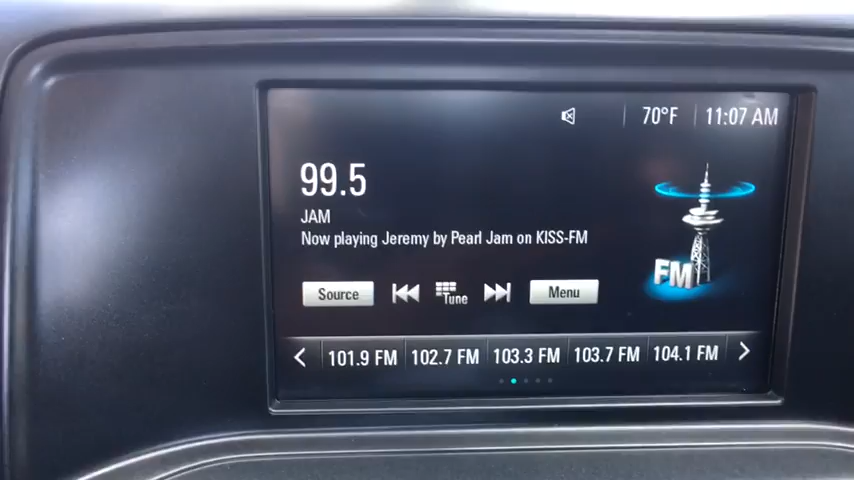 70°F 11:07 AM
99.5
JAM
Now playing Jeremy by Pearl Jam on KISS-FM
FM
Source Tune Menu
101.9 FM 102.7 FM 103.3 FM 103.7 FM 104.1 FM